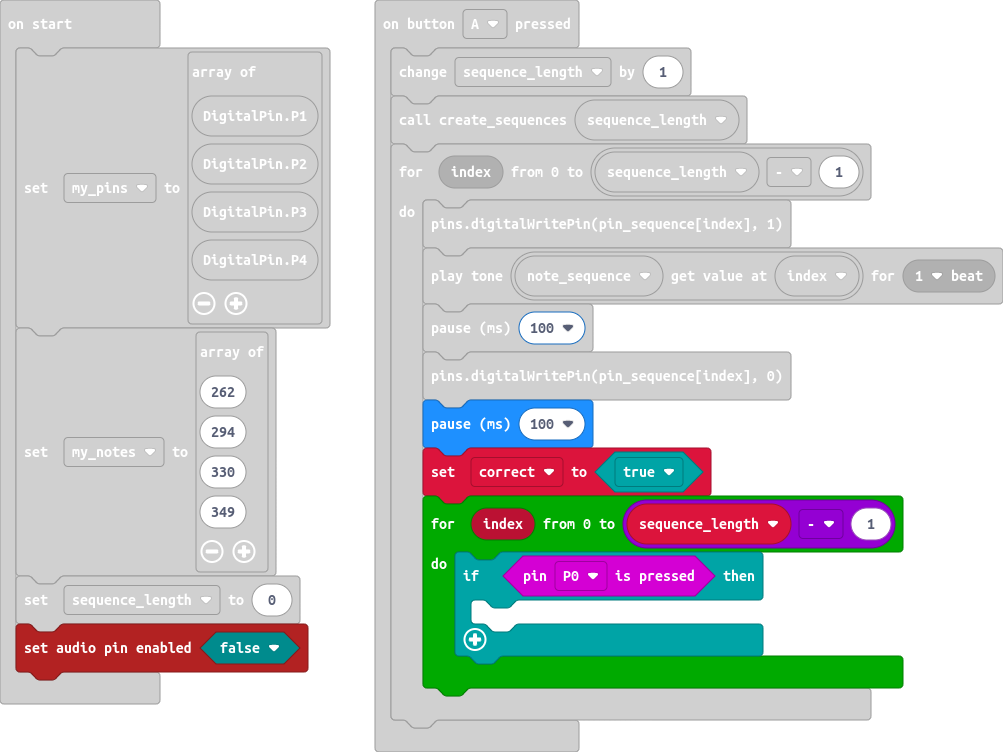 on start
set my_pins to
array of
DigitalPin.P1
DigitalPin.P2
DigitalPin.P3
DigitalPin.P4
set my_notes to
array of
262
294
330
349
set sequence_length to 0
set audio pin enabled false
on button A pressed
change sequence_length by 1
call create_sequences sequence_length
for index from 0 to sequence_length - 1
do
pins.digitalWritePin(pin_sequence[index], 1)
play tone note_sequence get value at index for 1 beat
pause (ms) 100
pins.digitalWritePin(pin_sequence[index], 0)
pause (ms) 100
set correct to true
for index from 0 to sequence_length - 1
do
if pin P0 is pressed then